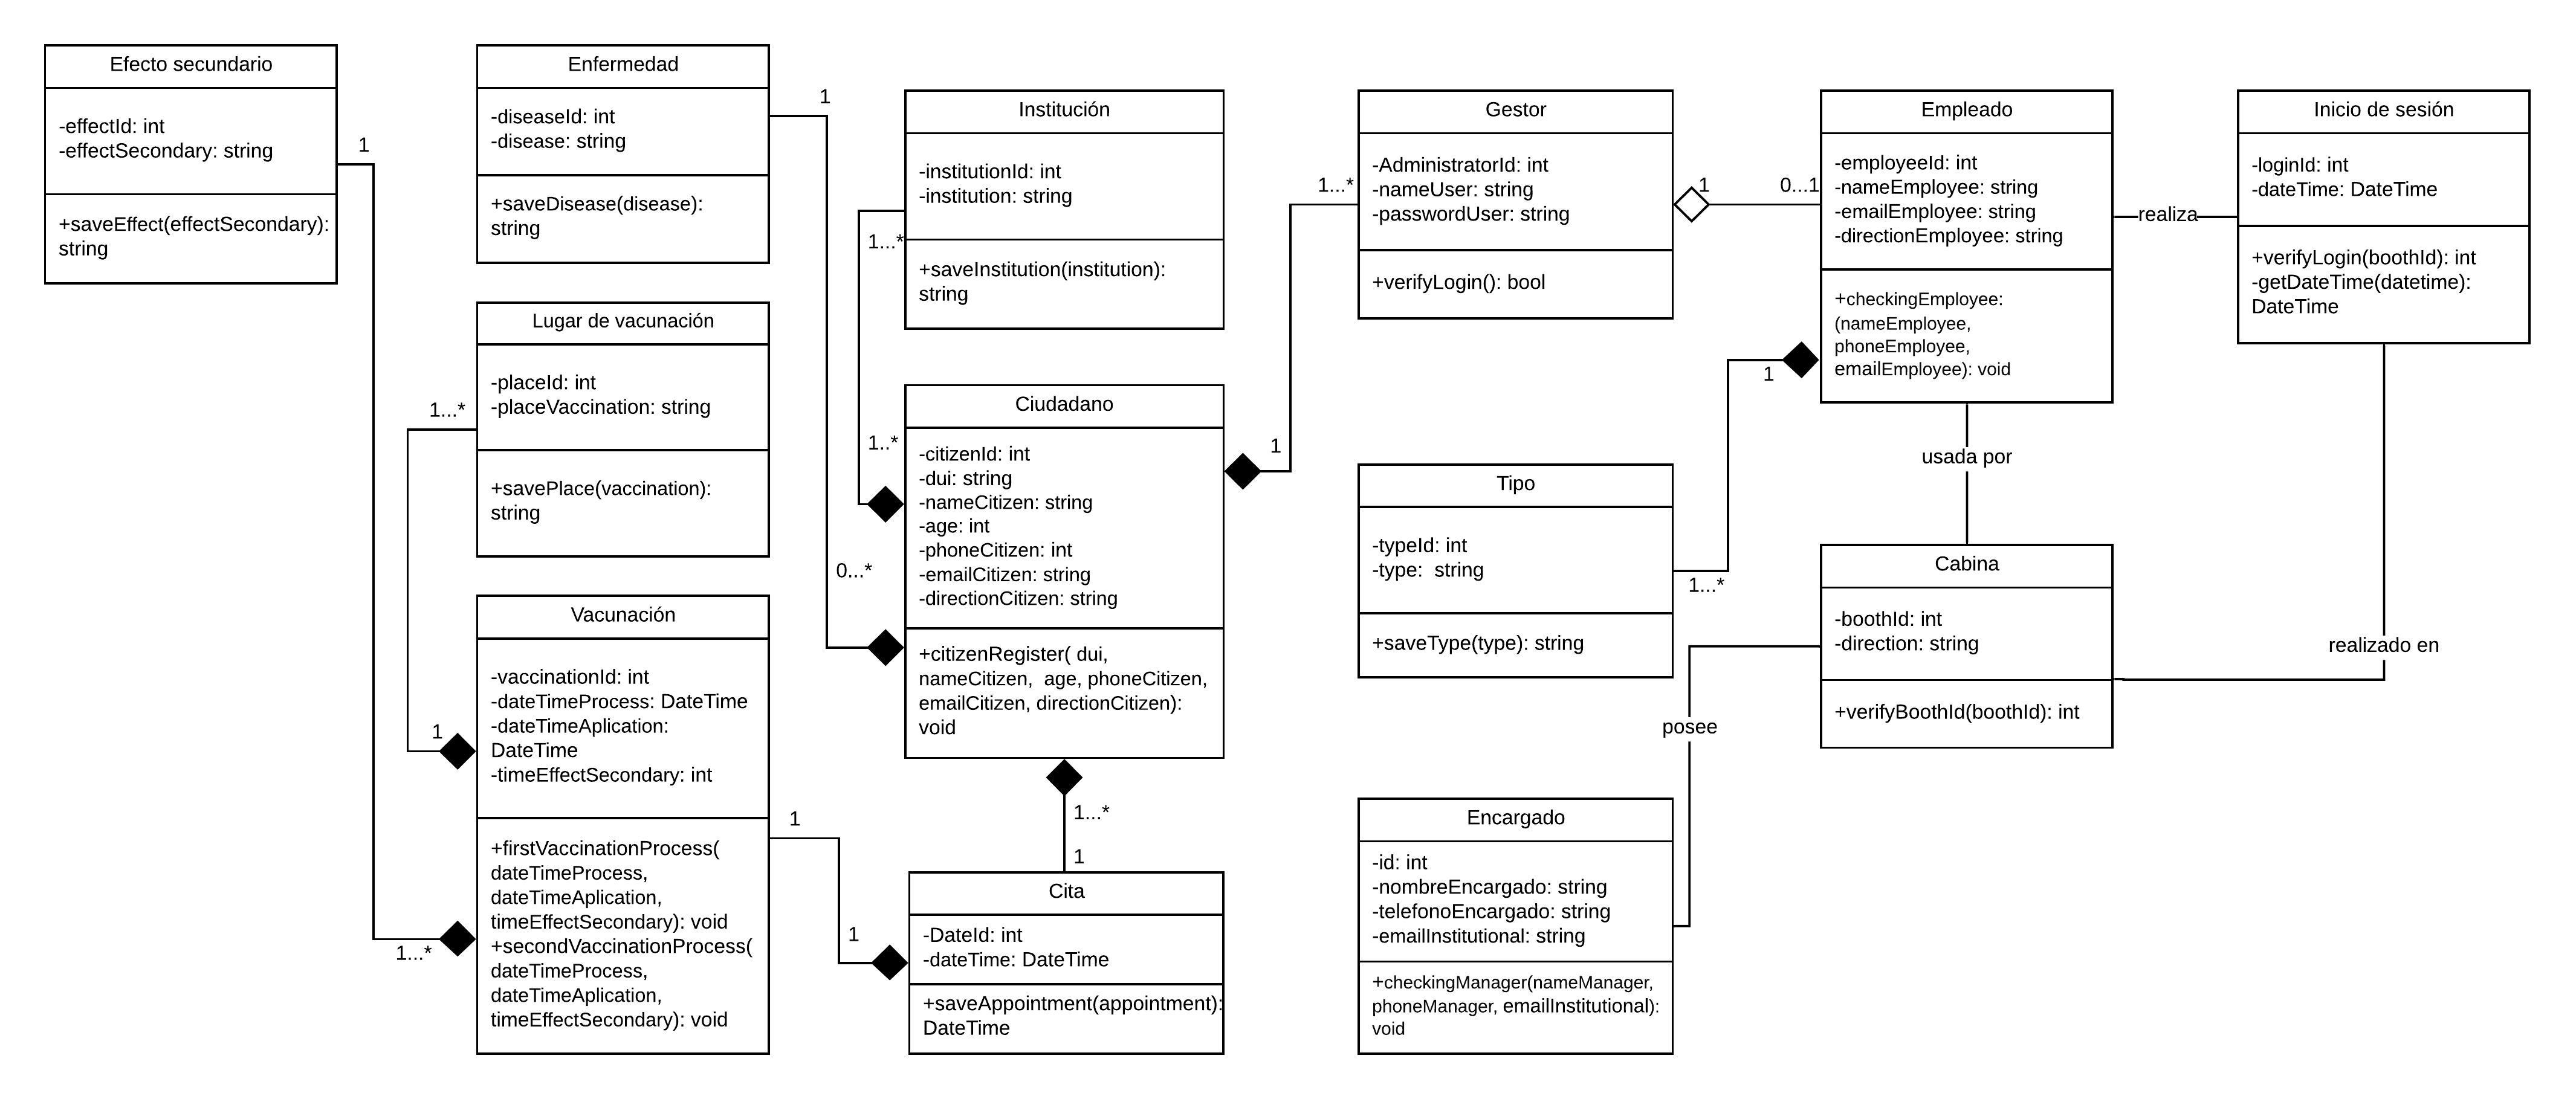 Efecto secundario
-effectId: int
-effectSecondary: string
+saveEffect(effectSecondary):
string
1
1...*
Enfermedad
-diseaseId: int
-disease: string
+saveDisease(disease):
string
1
0...*
Lugar de vacunación
-placeId: int
-placeVaccination: string
+savePlace(vaccination):
string
1...*
1
Vacunación
-vaccinationId: int
-dateTimeProcess: DateTime
-dateTimeAplication:
DateTime
-timeEffectSecondary: int
+firstVaccinationProcess(
dateTimeProcess,
dateTimeAplication,
timeEffectSecondary): void
+secondVaccinationProcess(
dateTimeProcess,
dateTimeAplication,
timeEffectSecondary): void
1
1
Institución
-institutionId: int
-institution: string
+saveInstitution(institution):
string
1...*
1..*
Ciudadano
-citizenId: int
-dui: string
-nameCitizen: string
-age: int
-phoneCitizen: int
-emailCitizen: string
-directionCitizen: string
+citizenRegister( dui,
nameCitizen,  age, phoneCitizen,
emailCitizen, directionCitizen):
void
1...*
1
Cita
-DateId: int
-dateTime: DateTime
+saveAppointment(appointment):
DateTime
1
1...*
Gestor
-AdministratorId: int
-nameUser: string
-passwordUser: string
+verifyLogin(): bool
1
0...1
Tipo
-typeId: int
-type:  string
+saveType(type): string
1
1...*
Encargado
-id: int
-nombreEncargado: string
-telefonoEncargado: string
-emailInstitutional: string
+checkingManager(nameManager,
phoneManager, emailInstitutional):
void
posee
Empleado
-employeeId: int
-nameEmployee: string
-emailEmployee: string
-directionEmployee: string
+checkingEmployee:
(nameEmployee,
phoneEmployee,
emailEmployee): void
usada por
Cabina
-boothId: int
-direction: string
+verifyBoothId(boothId): int
realiza
Inicio de sesión
-loginId: int
-dateTime: DateTime
+verifyLogin(boothId): int
-getDateTime(datetime):
DateTime
realizado en